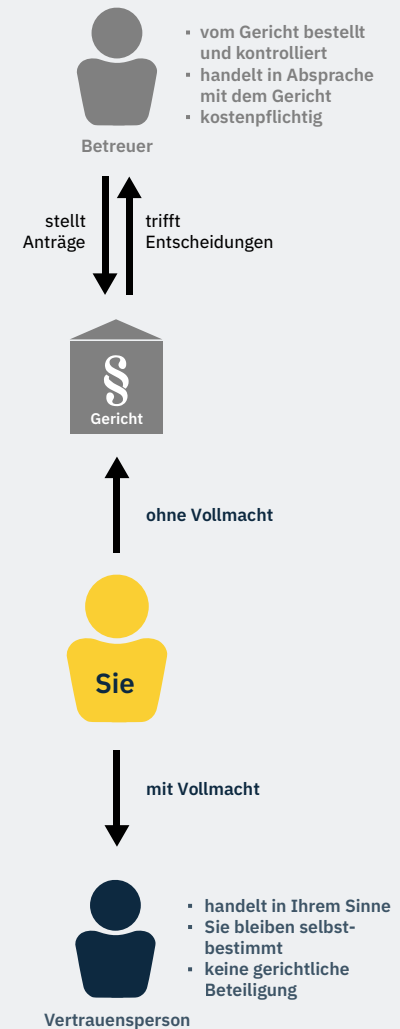 ▪ vom Gericht bestellt
und kontrolliert
▪ handelt in Absprache
mit dem Gericht
▪ kostenpflichtig
Betreuer
stellt
Anträge
trifft
Entscheidungen
§
Gericht
ohne Vollmacht
Sie
mit Vollmacht
▪ handelt in Ihrem Sinne
▪ Sie bleiben selbst-
bestimmt
▪ keine gerichtliche
Beteiligung
Vertrauensperson